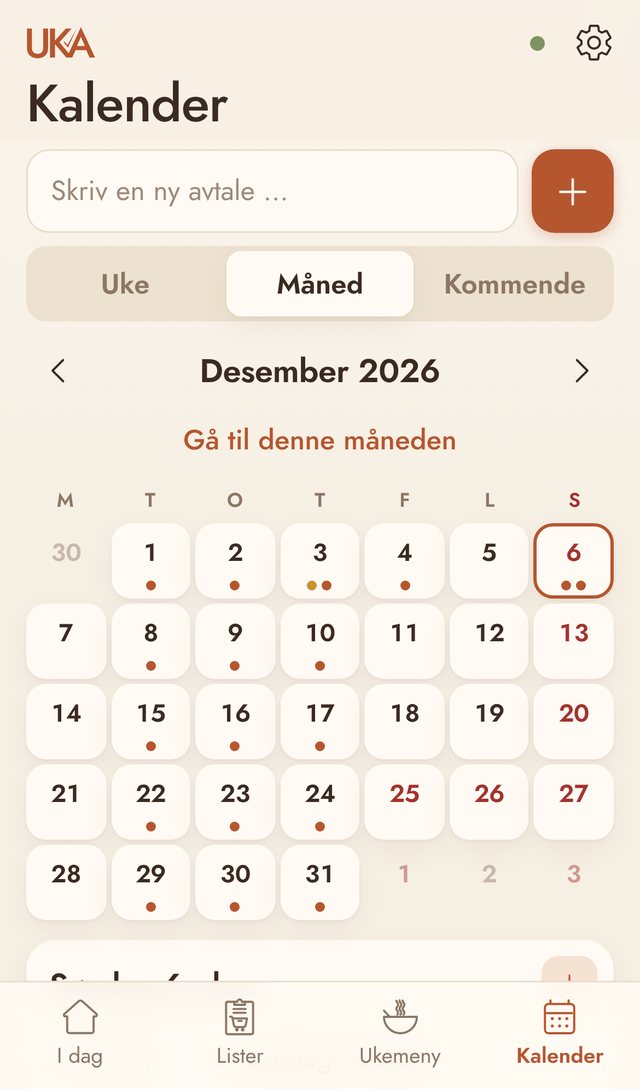 UKA
Kalender
Skriv en ny avtale ...
Uke Måned Kommende
Desember 2026
Gå til denne måneden
M T O T F L S
30 1 2 3 4 5 6
7 8 9 10 11 12 13
14 15 16 17 18 19 20
21 22 23 24 25 26 27
28 29 30 31 1 2 3
I dag Lister Ukemeny Kalender